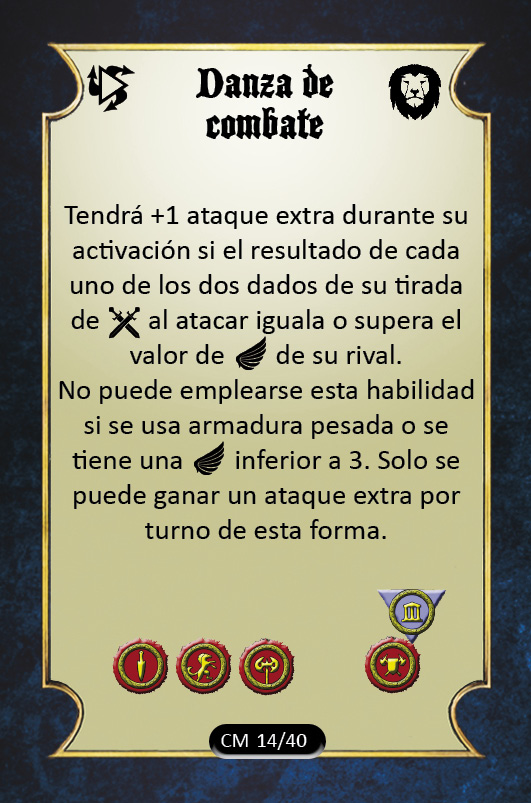 Danza de
combate
Tendrá +1 ataque extra durante su
activación si el resultado de cada
uno de los dos dados de su tirada
de al atacar iguala o supera el
valor de de su rival.
No puede emplearse esta habilidad
si se usa armadura pesada o se
tiene una inferior a 3. Solo se
puede ganar un ataque extra por
turno de esta forma.
CM 14/40